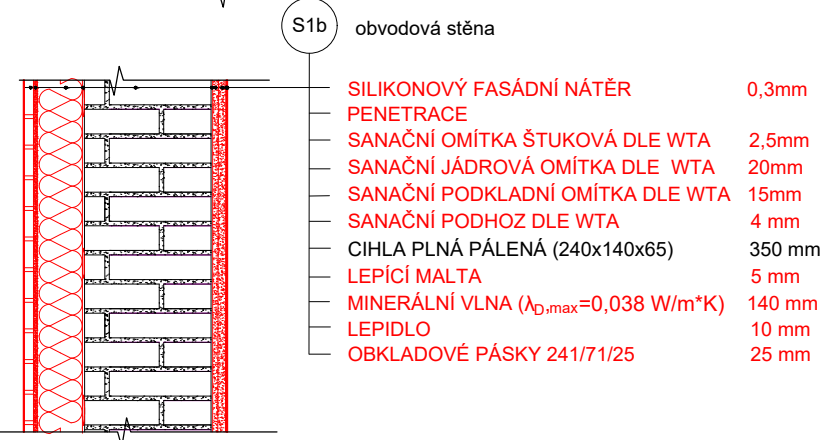 S1b obvodová stěna
SILIKONOVÝ FASÁDNÍ NÁTĚR 0,3mm
PENETRACE
SANAČNÍ OMÍTKA ŠTUKOVÁ DLE WTA 2,5mm
SANAČNÍ JÁDROVÁ OMÍTKA DLE WTA 20mm
SANAČNÍ PODKLADNÍ OMÍTKA DLE WTA 15mm
SANAČNÍ PODHOZ DLE WTA 4 mm
CIHLA PLNÁ PÁLENÁ (240x140x65) 350 mm
LEPÍCÍ MALTA 5 mm
MINERÁLNÍ VLNA (λD,max=0,038 W/m*K) 140 mm
LEPIDLO 10 mm
OBKLADOVÉ PÁSKY 241/71/25 25 mm